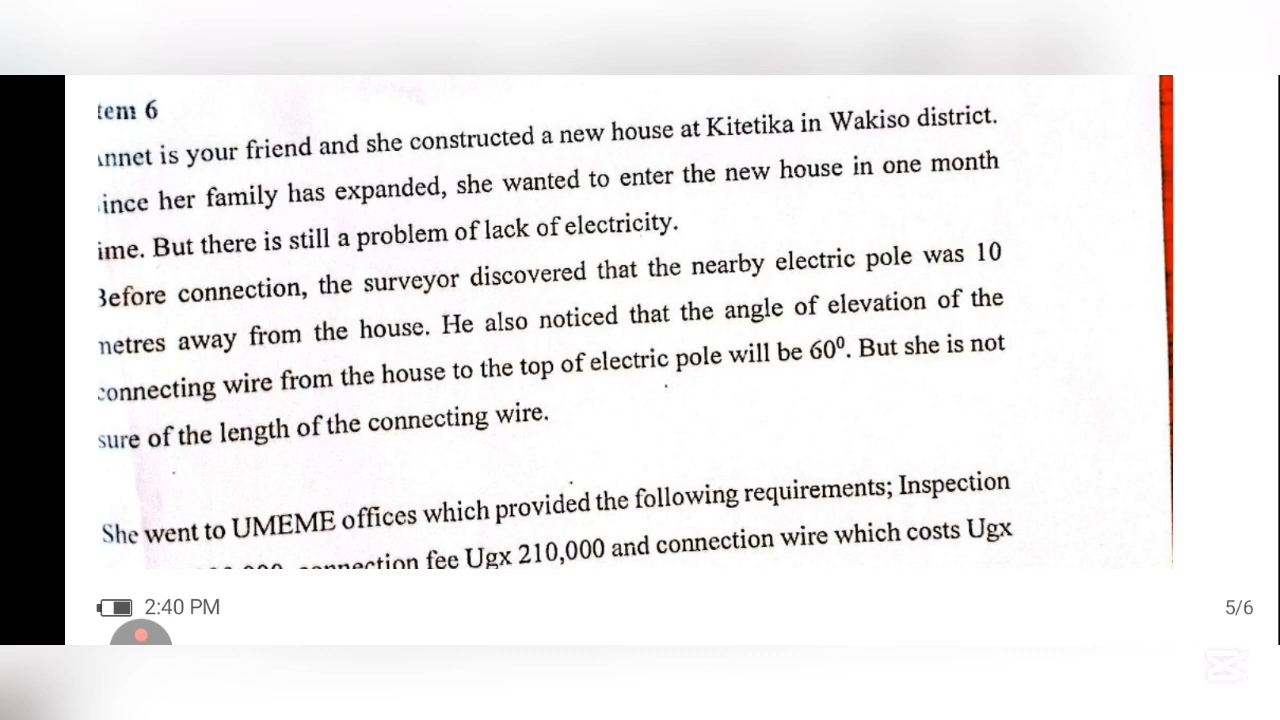 tem 6
nnet is your friend and she constructed a new house at Kitetika in Wakiso district.
ince her family has expanded, she wanted to enter the new house in one month
ime. But there is still a problem of lack of electricity.
Before connection, the surveyor discovered that the nearby electric pole was 10
metres away from the house. He also noticed that the angle of elevation of the
connecting wire from the house to the top of electric pole will be 60⁰. But she is not
sure of the length of the connecting wire.
She went to UMEME offices which provided the following requirements; Inspection
connection fee Ugx 210,000 and connection wire which costs Ugx
2:40 PM
5/6